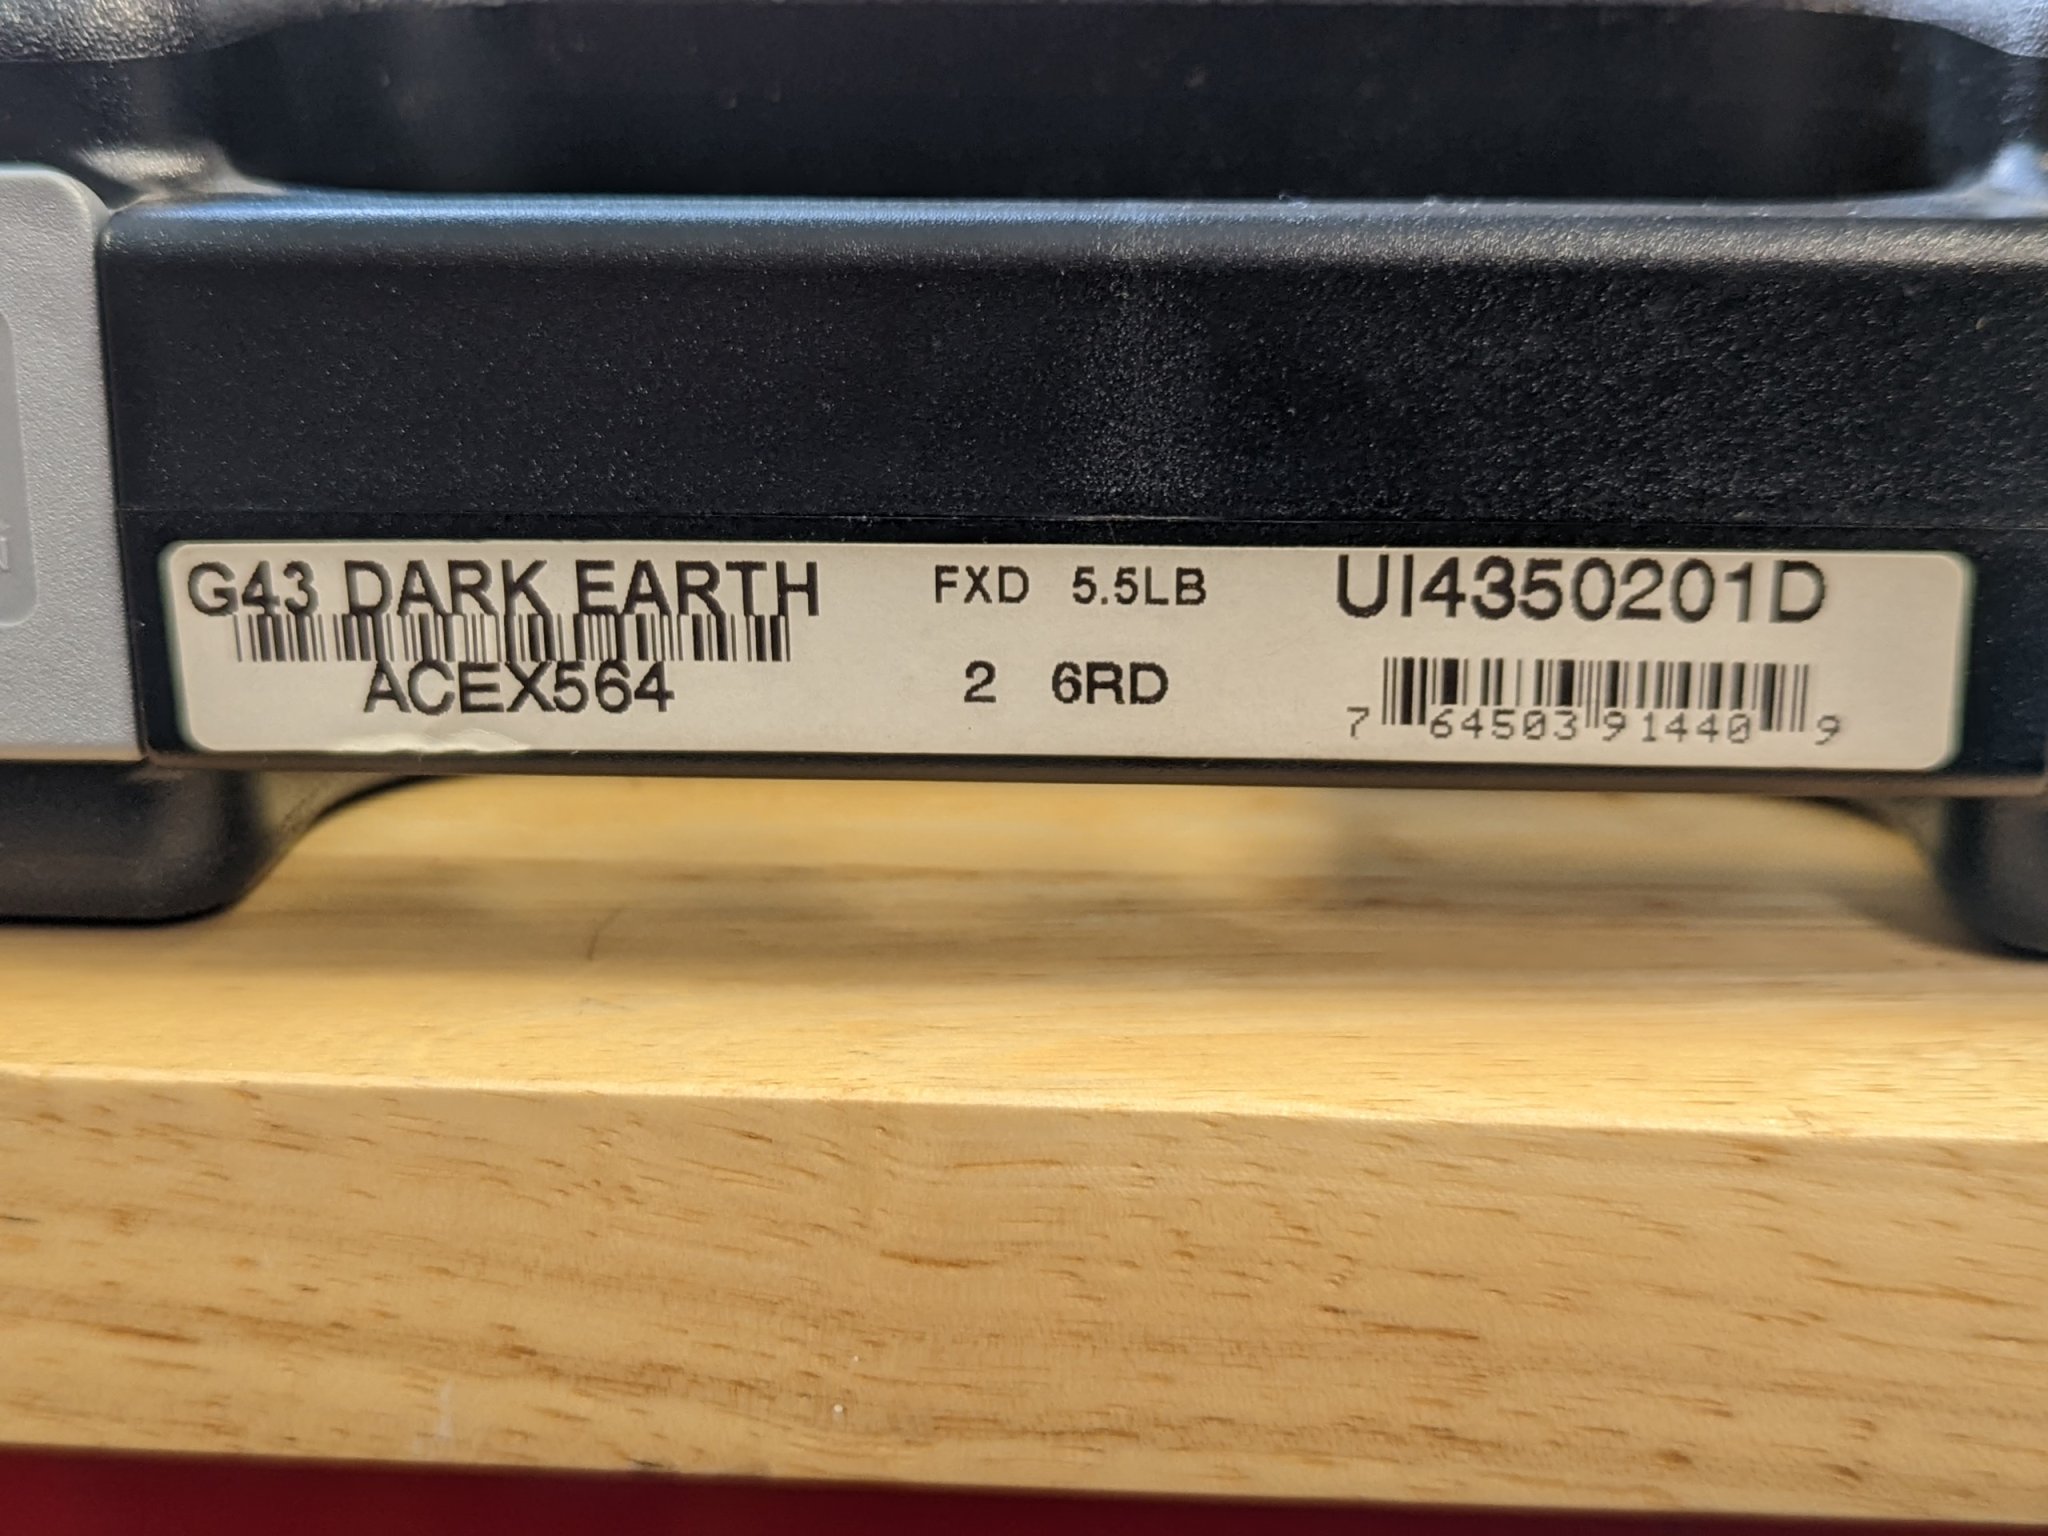 G43 DARK EARTH
ACEX564
FXD 5.5LB
2 6RD
UI4350201D
7 64503 91440 9